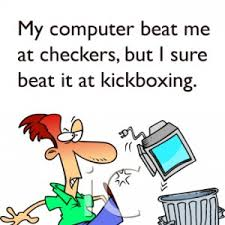 My computer beat me
at checkers, but I sure
beat it at kickboxing.